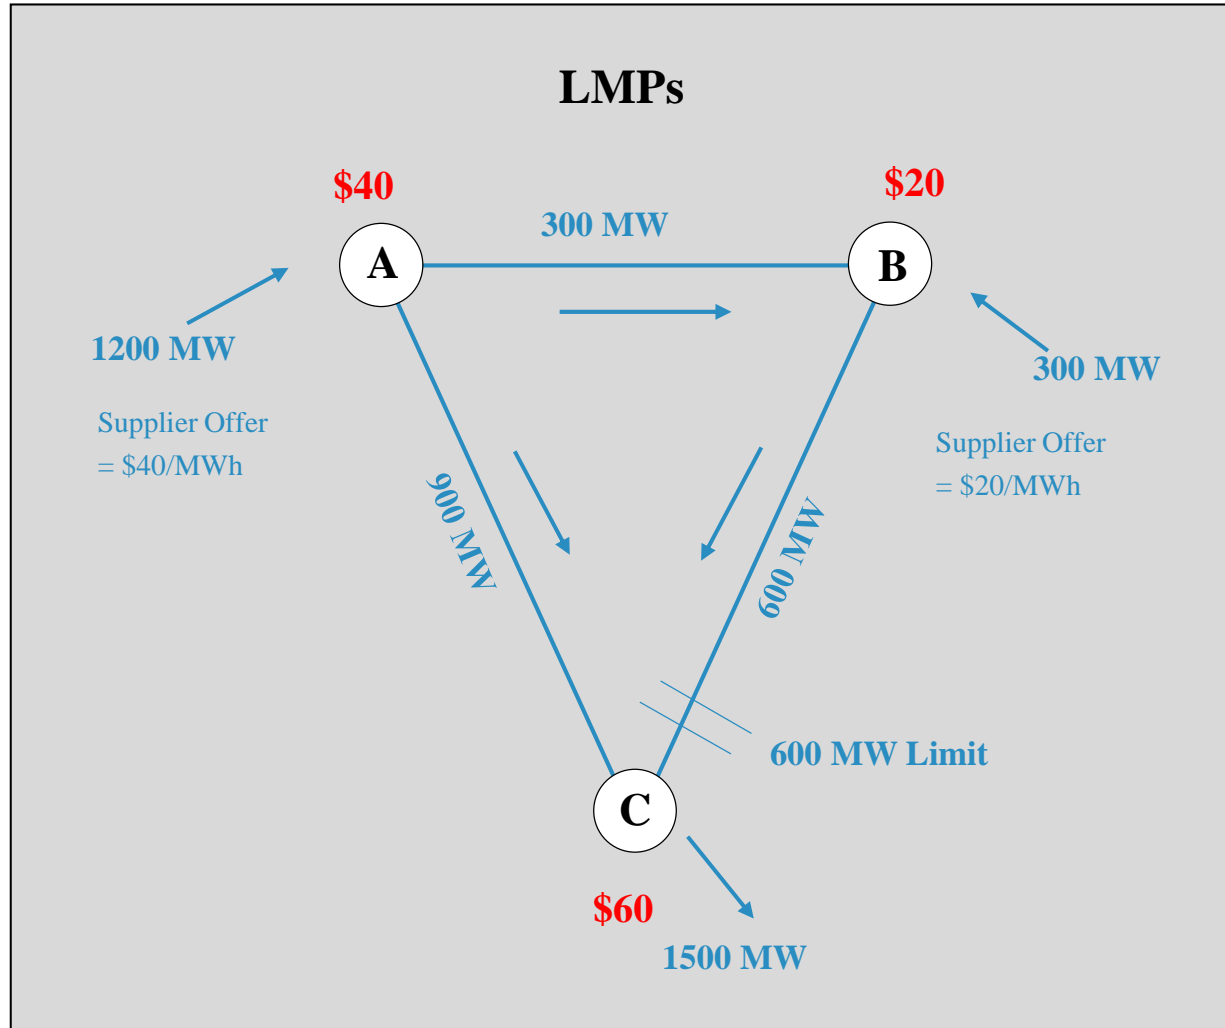 LMPs
$40
$20
300 MW
A
B
1200 MW
300 MW
Supplier Offer
= $40/MWh
Supplier Offer
= $20/MWh
900 MW
600 MW
600 MW Limit
C
$60
1500 MW